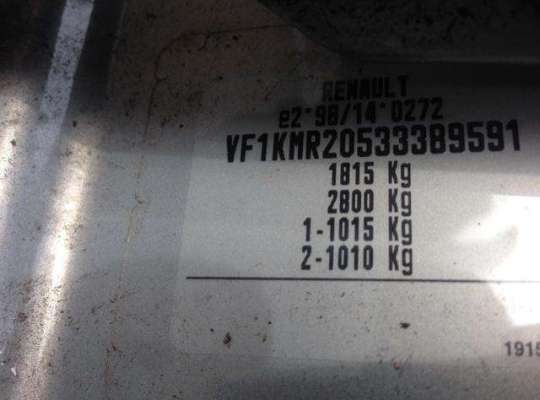 RENAULT
e2*98/14*0272
VF1KMR20533389591
1815 Kg
2800 Kg
1-1015 Kg
2-1010 Kg
1915